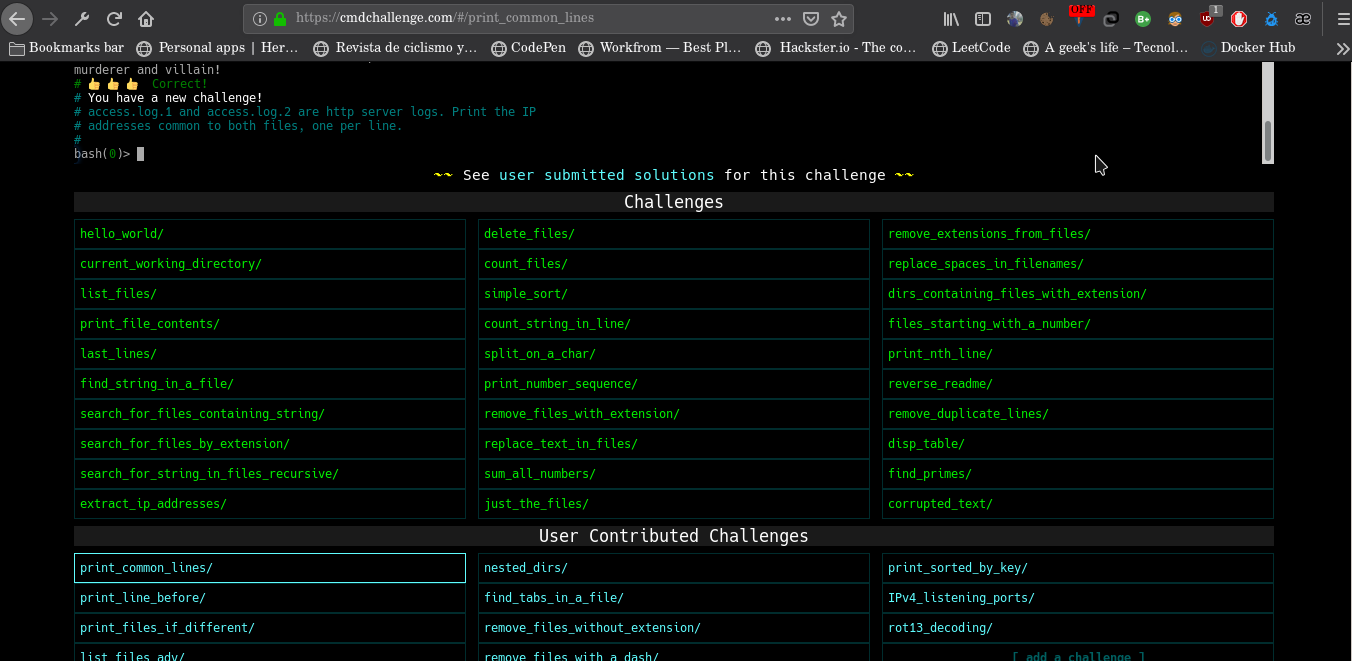 https://cmdchallenge.com/#/print_common_lines
OFF
B+
1
æ
Bookmarks bar Personal apps | Her… Revista de ciclismo y… CodePen Workfrom — Best Pl… Hackster.io - The co… LeetCode A geek's life – Tecnol… Docker Hub
murderer and villain!
# 👍 👍 👍 Correct!
# You have a new challenge!
# access.log.1 and access.log.2 are http server logs. Print the IP
# addresses common to both files, one per line.
#
bash(0)>
~~ See user submitted solutions for this challenge ~~
Challenges
hello_world/ delete_files/ remove_extensions_from_files/
current_working_directory/ count_files/ replace_spaces_in_filenames/
list_files/ simple_sort/ dirs_containing_files_with_extension/
print_file_contents/ count_string_in_line/ files_starting_with_a_number/
last_lines/ split_on_a_char/ print_nth_line/
find_string_in_a_file/ print_number_sequence/ reverse_readme/
search_for_files_containing_string/ remove_files_with_extension/ remove_duplicate_lines/
search_for_files_by_extension/ replace_text_in_files/ disp_table/
search_for_string_in_files_recursive/ sum_all_numbers/ find_primes/
extract_ip_addresses/ just_the_files/ corrupted_text/
User Contributed Challenges
print_common_lines/ nested_dirs/ print_sorted_by_key/
print_line_before/ find_tabs_in_a_file/ IPv4_listening_ports/
print_files_if_different/ remove_files_without_extension/ rot13_decoding/
list_files_adv/ remove_files_with_a_dash/ [ add a challenge ]